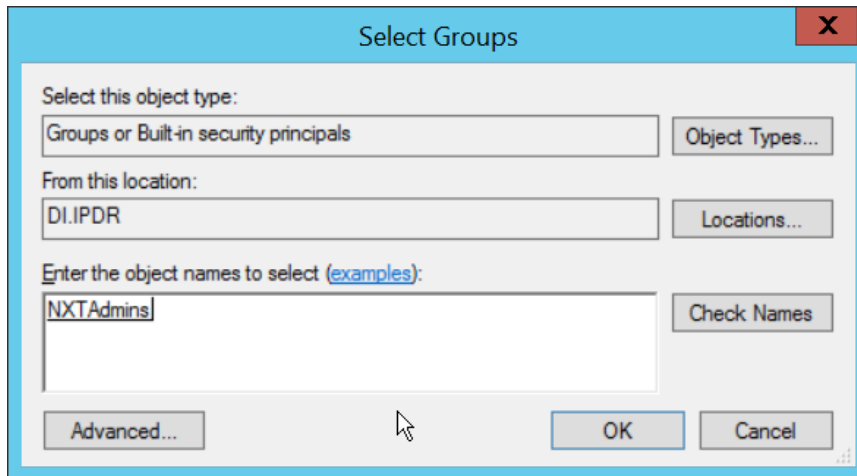 Select Groups
X
Select this object type:
Groups or Built-in security principals
Object Types...
From this location:
DI.IPDR
Locations...
Enter the object names to select (examples):
NXTAdmins
Check Names
Advanced...
OK
Cancel